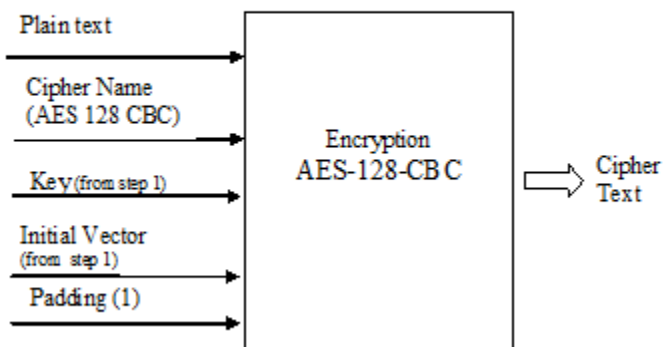 Plain text
Cipher Name
(AES 128 CBC)
Key (from step 1)
Initial Vector
(from step 1)
Padding (1)
Encryption
AES-128-CBC
Cipher
Text